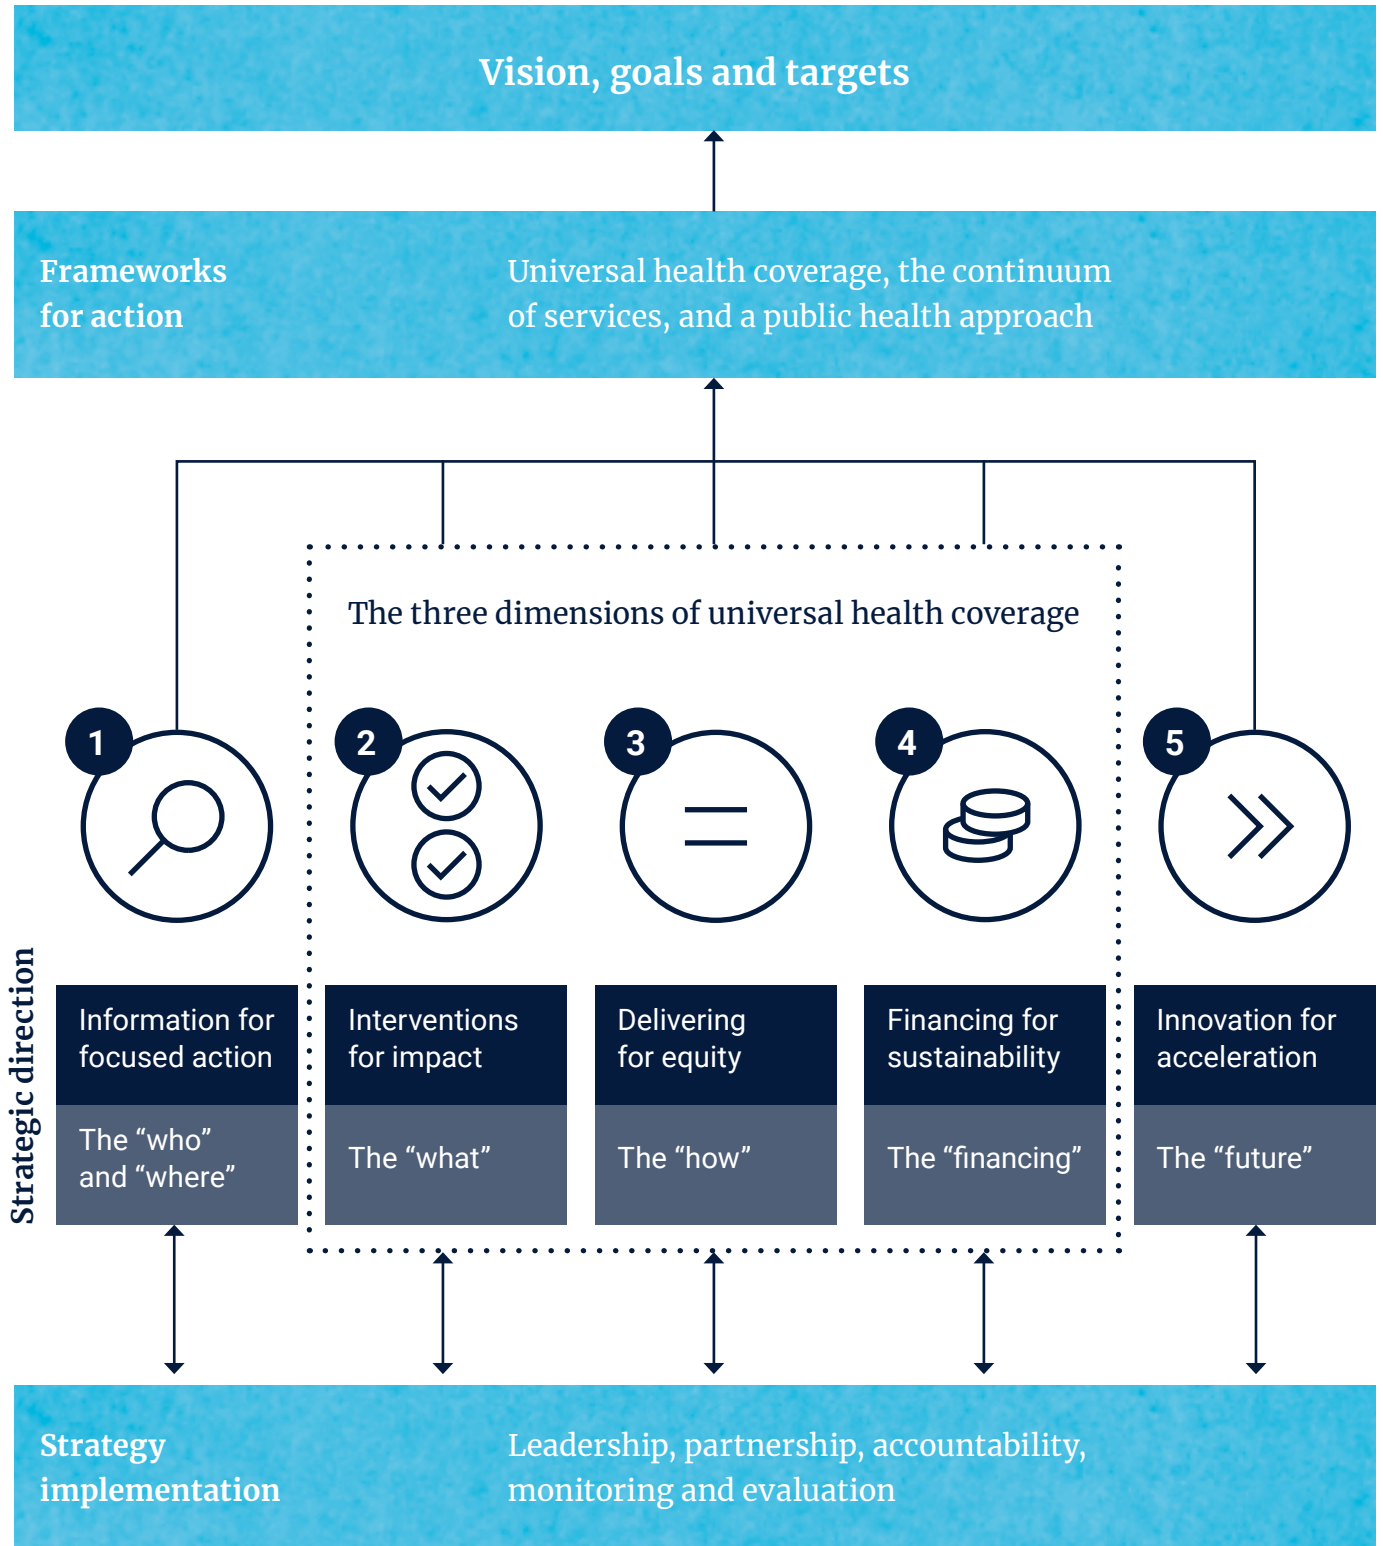 Vision, goals and targets
Frameworks
for action
Universal health coverage, the continuum
of services, and a public health approach
The three dimensions of universal health coverage
1
2
3
4
5
Strategic direction
Information for
focused action
The “who”
and “where”
Interventions
for impact
The “what”
Delivering
for equity
The “how”
Financing for
sustainability
The “financing”
Innovation for
acceleration
The “future”
Strategy
implementation
Leadership, partnership, accountability,
monitoring and evaluation